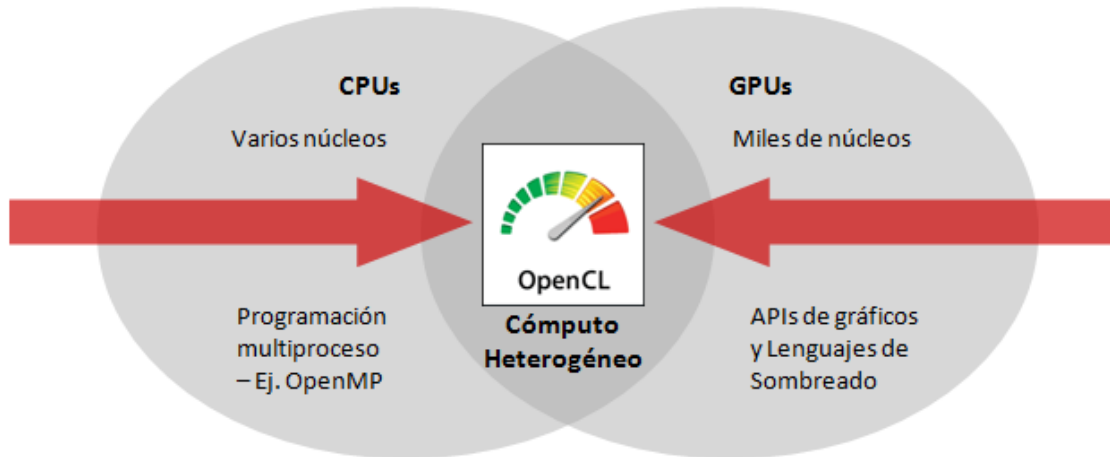 CPUs
Varios núcleos
Programación
multiproceso
– Ej. OpenMP
OpenCL
Cómputo
Heterogéneo
GPUs
Miles de núcleos
APIs de gráficos
y Lenguajes de
Sombreado